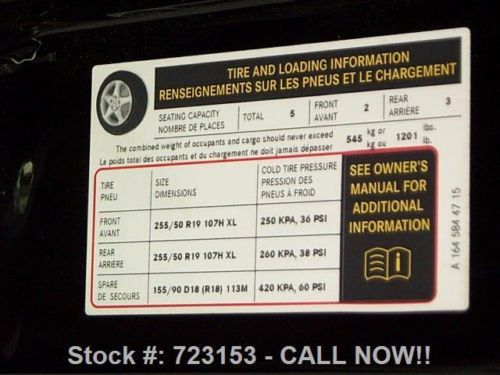 TIRE AND LOADING INFORMATION
RENSEIGNEMENTS SUR LES PNEUS ET LE CHARGEMENT
SEATING CAPACITY
NOMBRE DE PLACES
TOTAL 5
FRONT
AVANT
2
REAR
ARRIÈRE
3
The combined weight of occupants and cargo should never exceed
Le poids total des occupants et du chargement ne doit jamais dépasser
545 kg or
kg ou
1201 lbs.
lb.
TIRE
PNEU
SIZE
DIMENSIONS
COLD TIRE PRESSURE
PRESSION DES
PNEUS À FROID
FRONT
AVANT
255/50 R19 107H XL
250 KPA, 36 PSI
REAR
ARRIÈRE
255/50 R19 107H XL
260 KPA, 38 PSI
SPARE
DE SECOURS
155/90 D18 (R18) 113M
420 KPA, 60 PSI
SEE OWNER'S
MANUAL FOR
ADDITIONAL
INFORMATION
A 164 584 47 15
Stock #: 723153 - CALL NOW!!